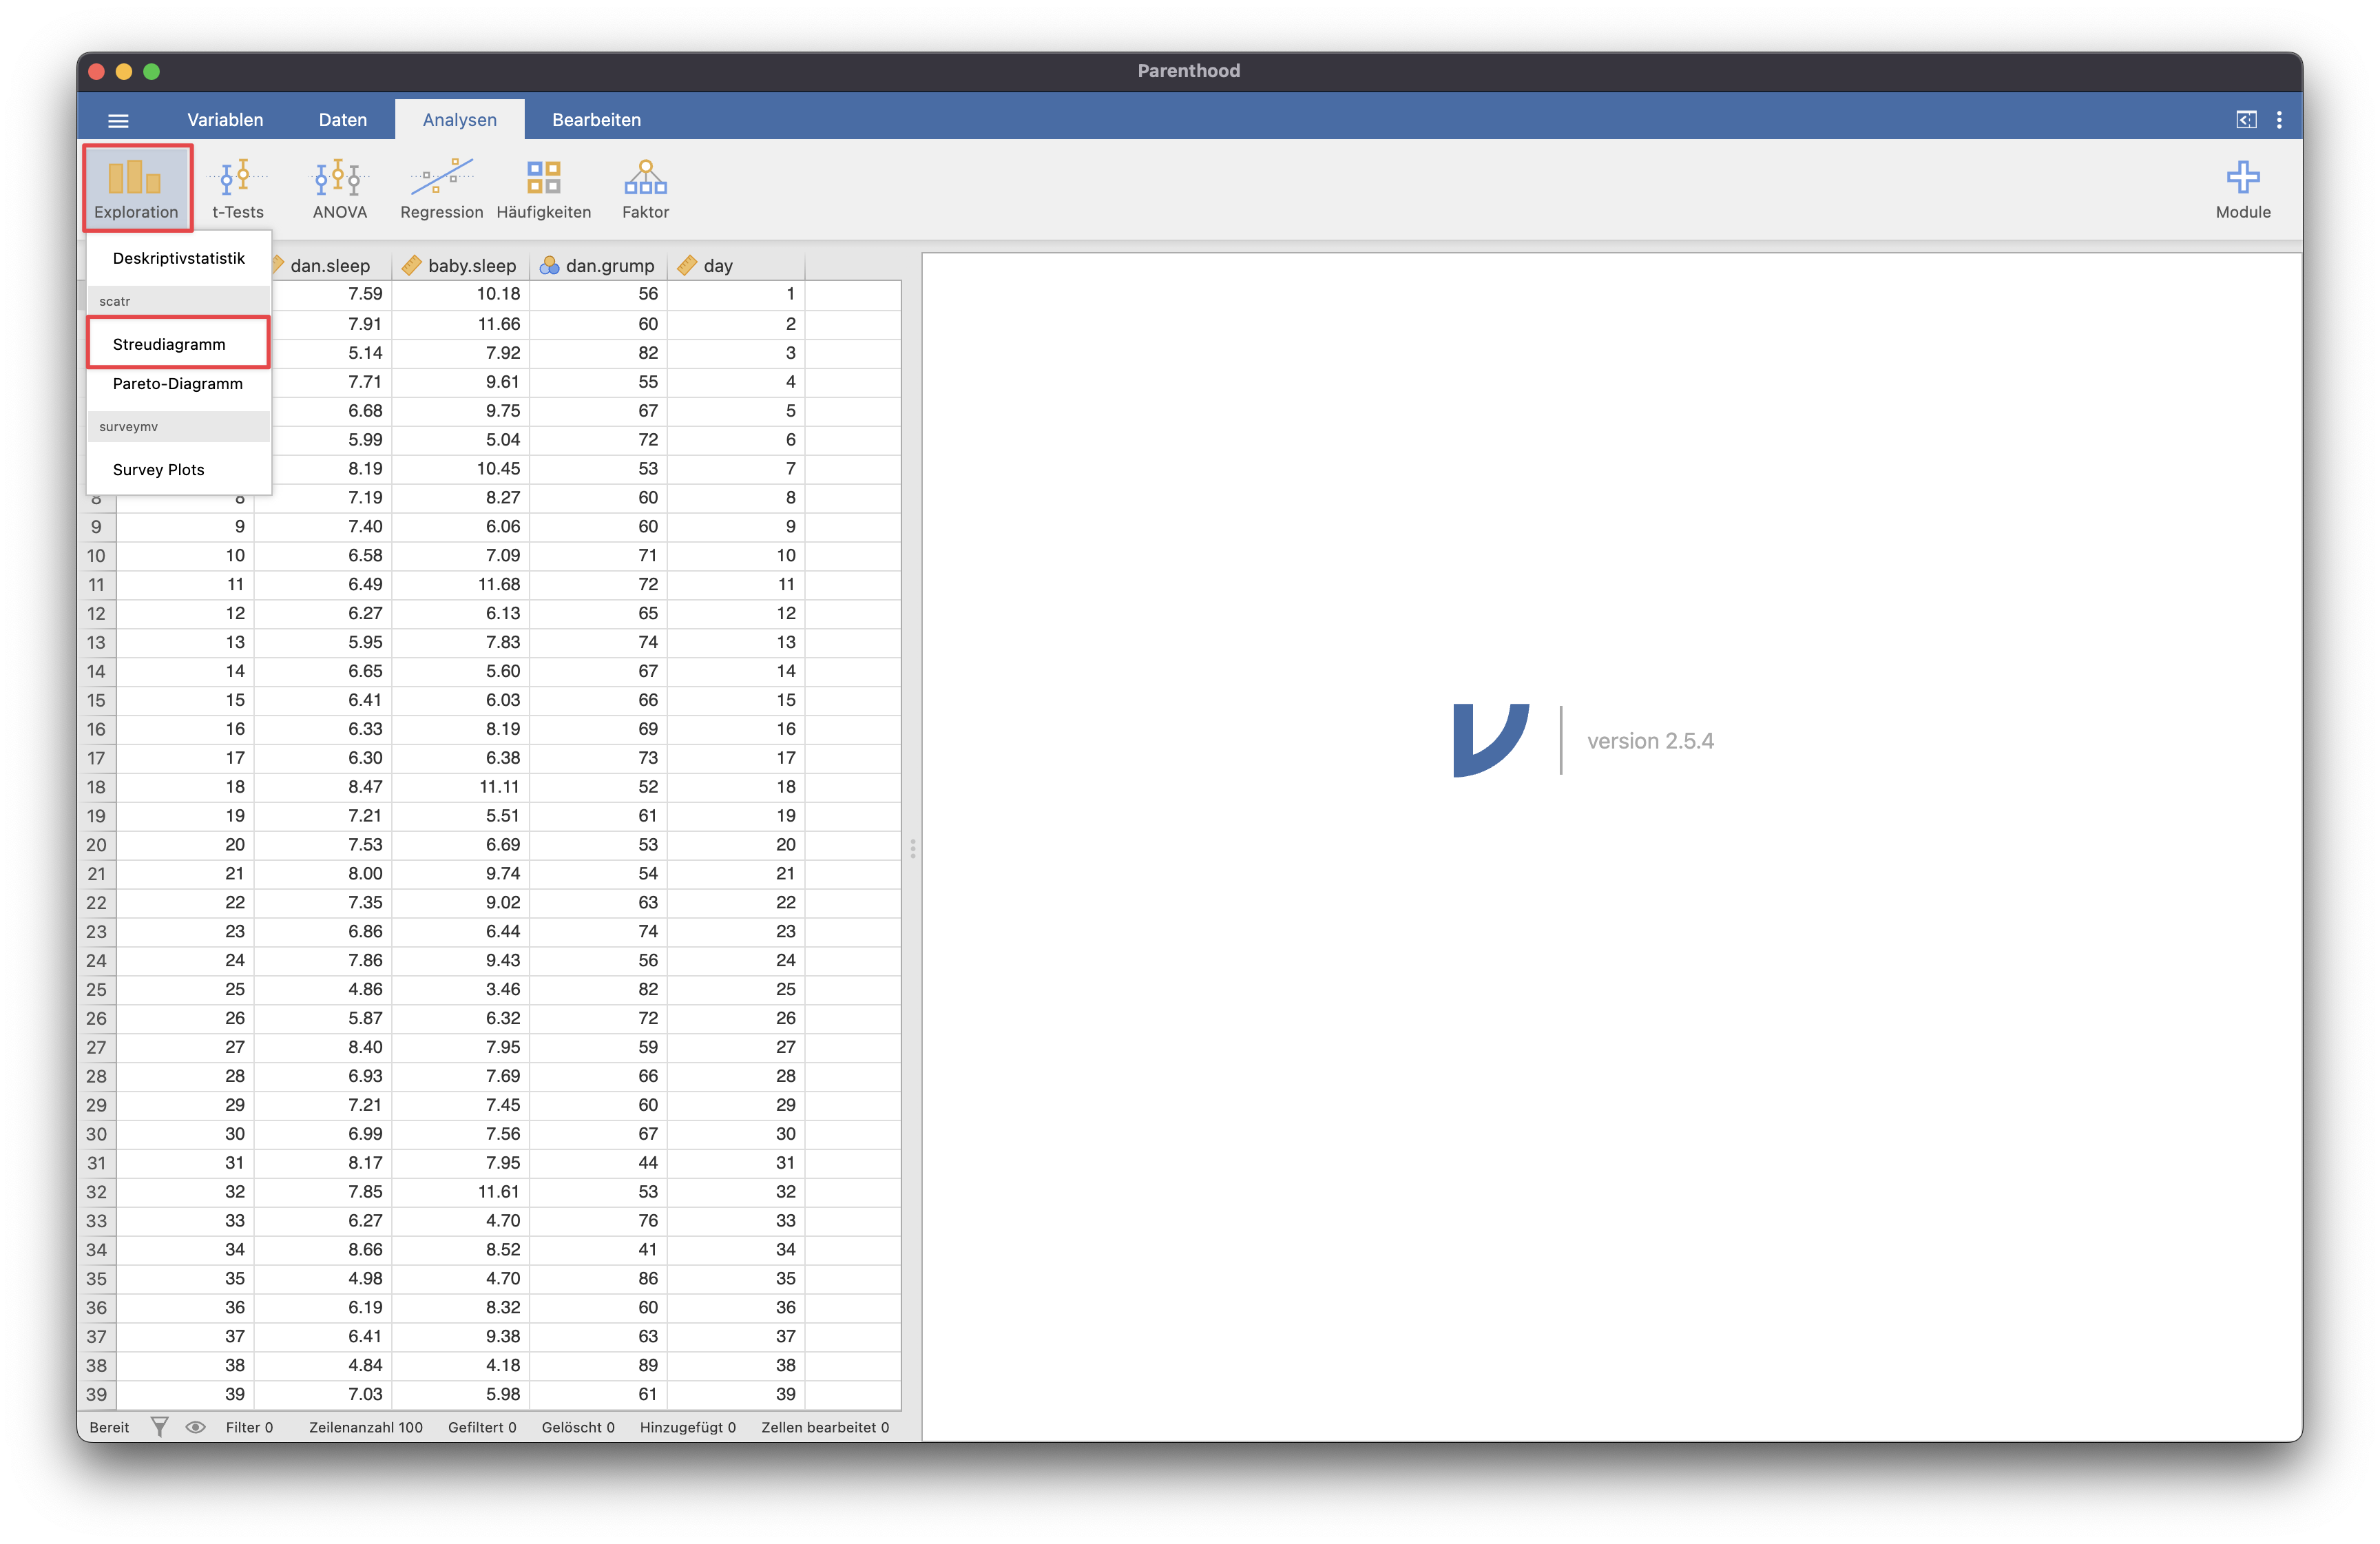 Parenthood
Variablen Daten Analysen Bearbeiten
Exploration t-Tests ANOVA Regression Häufigkeiten Faktor Module
Deskriptivstatistik
scatr
Streudiagramm
Pareto-Diagramm
surveymv
Survey Plots
dan.sleep baby.sleep dan.grump day
7.59 10.18 56 1
7.91 11.66 60 2
5.14 7.92 82 3
7.71 9.61 55 4
6.68 9.75 67 5
5.99 5.04 72 6
8.19 10.45 53 7
8 8 7.19 8.27 60 8
9 9 7.40 6.06 60 9
10 10 6.58 7.09 71 10
11 11 6.49 11.68 72 11
12 12 6.27 6.13 65 12
13 13 5.95 7.83 74 13
14 14 6.65 5.60 67 14
15 15 6.41 6.03 66 15
16 16 6.33 8.19 69 16
17 17 6.30 6.38 73 17
18 18 8.47 11.11 52 18
19 19 7.21 5.51 61 19
20 20 7.53 6.69 53 20
21 21 8.00 9.74 54 21
22 22 7.35 9.02 63 22
23 23 6.86 6.44 74 23
24 24 7.86 9.43 56 24
25 25 4.86 3.46 82 25
26 26 5.87 6.32 72 26
27 27 8.40 7.95 59 27
28 28 6.93 7.69 66 28
29 29 7.21 7.45 60 29
30 30 6.99 7.56 67 30
31 31 8.17 7.95 44 31
32 32 7.85 11.61 53 32
33 33 6.27 4.70 76 33
34 34 8.66 8.52 41 34
35 35 4.98 4.70 86 35
36 36 6.19 8.32 60 36
37 37 6.41 9.38 63 37
38 38 4.84 4.18 89 38
39 39 7.03 5.98 61 39
version 2.5.4
Bereit Filter 0 Zeilenanzahl 100 Gefiltert 0 Gelöscht 0 Hinzugefügt 0 Zellen bearbeitet 0